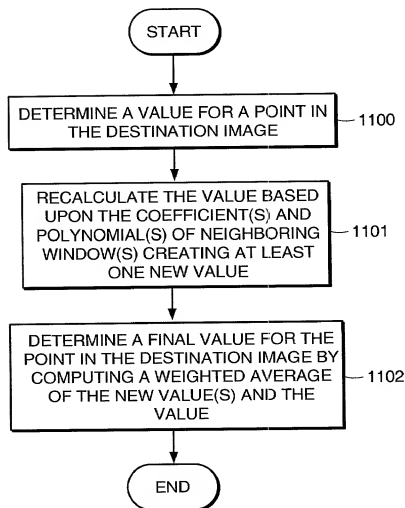 START
DETERMINE A VALUE FOR A POINT IN
THE DESTINATION IMAGE
1100
RECALCULATE THE VALUE BASED
UPON THE COEFFICIENT(S) AND
POLYNOMIAL(S) OF NEIGHBORING
WINDOW(S) CREATING AT LEAST
ONE NEW VALUE
1101
DETERMINE A FINAL VALUE FOR THE
POINT IN THE DESTINATION IMAGE BY
COMPUTING A WEIGHTED AVERAGE
OF THE NEW VALUE(S) AND THE
VALUE
1102
END